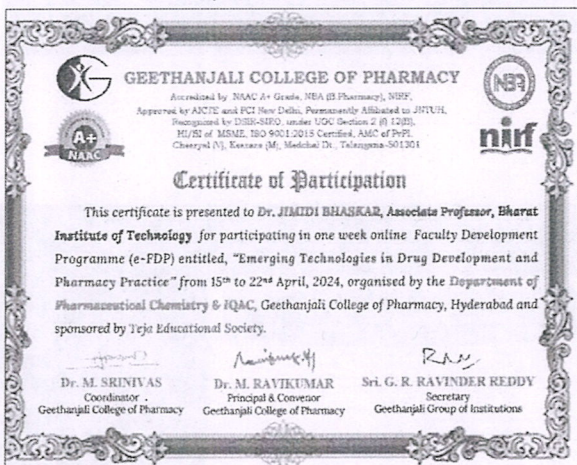 GEETHANJALI COLLEGE OF PHARMACY
Accredited by NAAC A+ Grade, NBA (B.Pharmacy), NIRF,
Approved by AICTE and PCI New Delhi, Permanently Affiliated to JNTUH,
Recognized by DSIR-SIRO, under UGC Section 2 (f) 12(B),
of MSME, ISO 9001:2015 Certified, AMC of PvPI.
Cheeryal (V), Keesara (M), Medchal Dt., Telangana-501301
NBA
nirf
A+
NAAC
Certificate of Participation
This certificate is presented to Dr. JIMIDI BHASKAR, Associate Professor, Bharat
Institute of Technology for participating in one week online Faculty Development
Programme (e-FDP) entitled, "Emerging Technologies in Drug Development and
Pharmacy Practice" from 15th to 22nd April, 2024, organised by the Department of
Pharmaceutical Chemistry & IQAC, Geethanjali College of Pharmacy, Hyderabad and
sponsored by Teja Educational Society.
Dr. M. SRINIVAS
Coordinator
Geethanjali College of Pharmacy
Dr. M. RAVIKUMAR
Principal & Convenor
Geethanjali College of Pharmacy
Sri. G. R. RAVINDER REDDY
Secretary
Geethanjali Group of Institutions